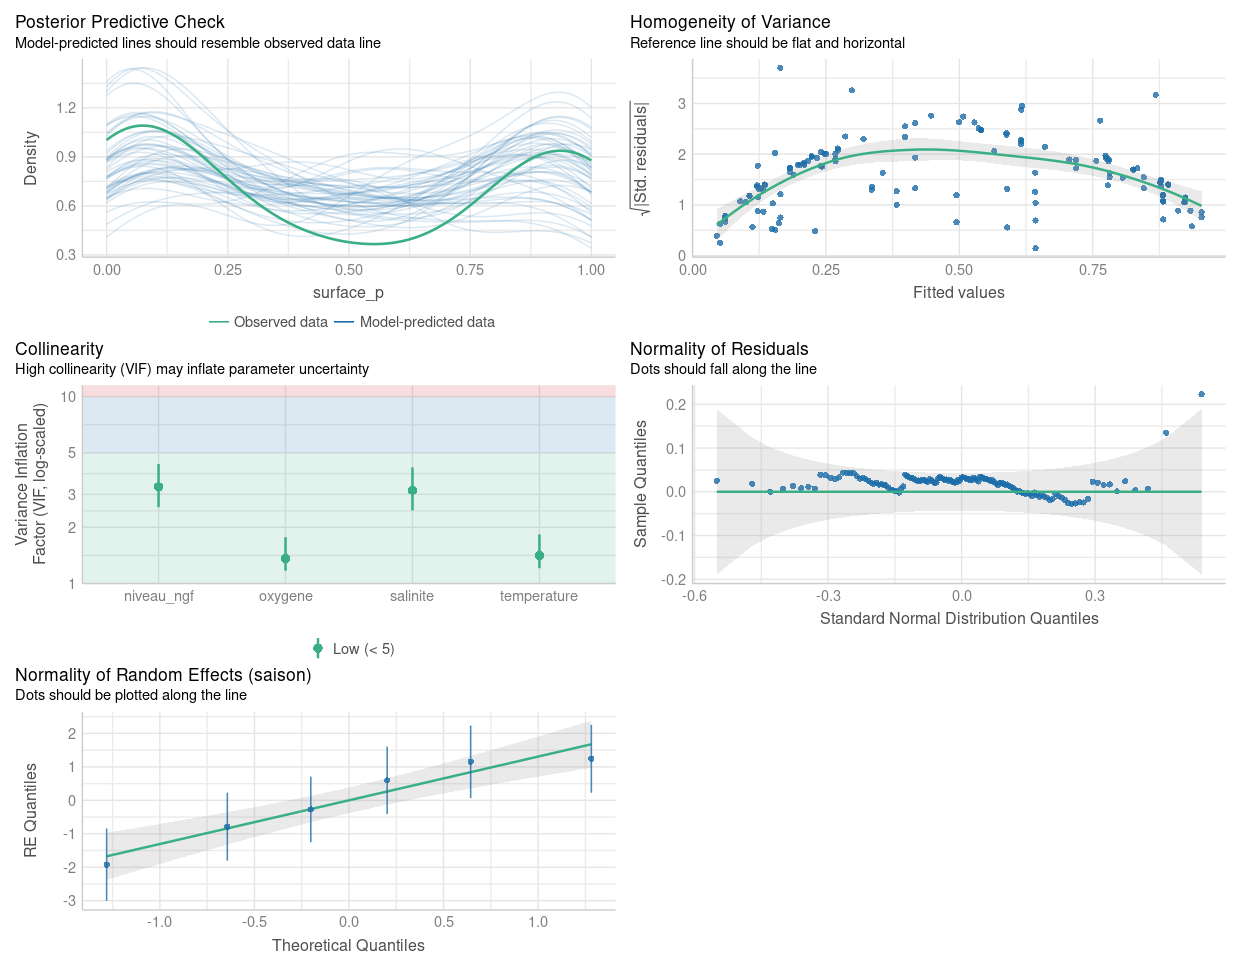 Posterior Predictive Check
Model-predicted lines should resemble observed data line
Density
1.2
0.9
0.6
0.3
0.00
0.25
0.50
0.75
1.00
surface_p
Observed data
Model-predicted data
Homogeneity of Variance
Reference line should be flat and horizontal
√|Std. residuals|
3
2
1
0
0.00
0.25
0.50
0.75
Fitted values
Collinearity
High collinearity (VIF) may inflate parameter uncertainty
Variance Inflation
Factor (VIF, log-scaled)
10
5
3
2
1
niveau_ngf
oxygene
salinite
temperature
Low (< 5)
Normality of Residuals
Dots should fall along the line
Sample Quantiles
0.2
0.1
0.0
-0.1
-0.2
-0.6
-0.3
0.0
0.3
Standard Normal Distribution Quantiles
Normality of Random Effects (saison)
Dots should be plotted along the line
RE Quantiles
2
1
0
-1
-2
-3
-1.0
-0.5
0.0
0.5
1.0
Theoretical Quantiles